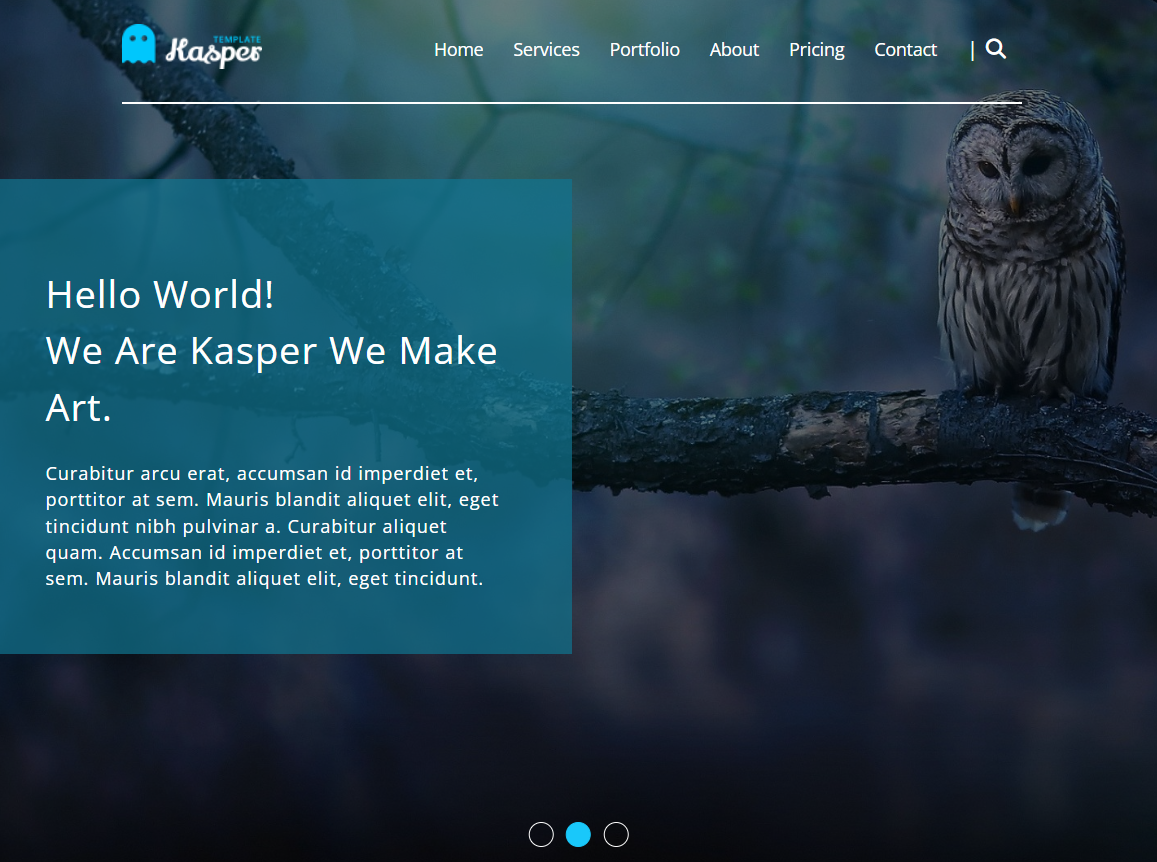 TEMPLATE
Kasper
Home Services Portfolio About Pricing Contact |
Hello World!
We Are Kasper We Make
Art.
Curabitur arcu erat, accumsan id imperdiet et,
porttitor at sem. Mauris blandit aliquet elit, eget
tincidunt nibh pulvinar a. Curabitur aliquet
quam. Accumsan id imperdiet et, porttitor at
sem. Mauris blandit aliquet elit, eget tincidunt.